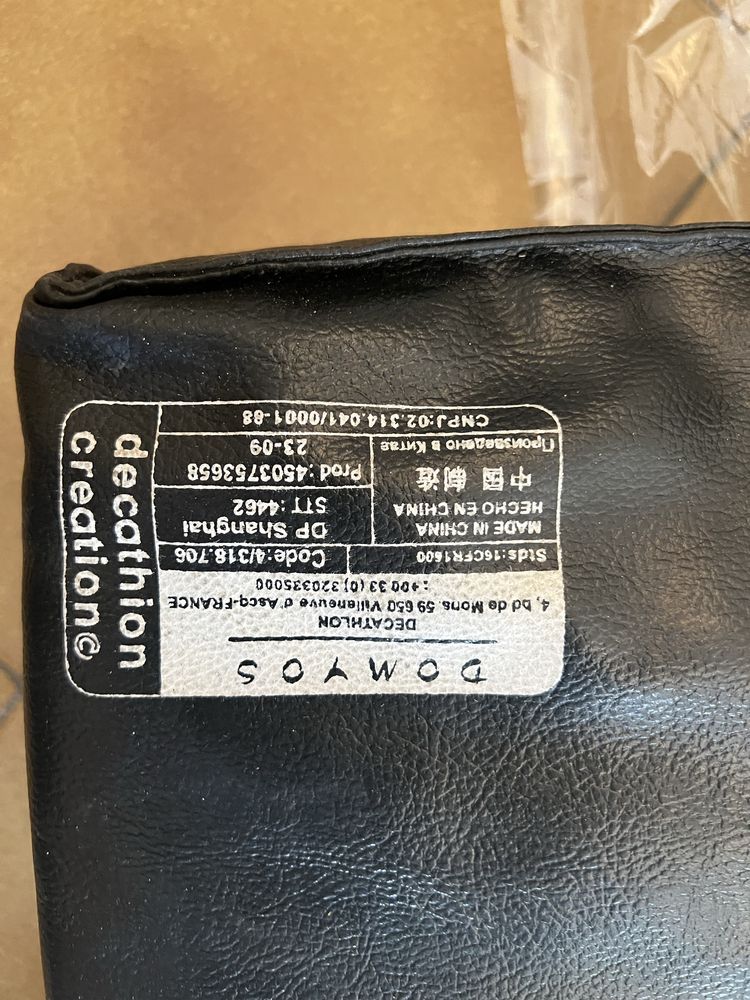 DOMYOS
DECATHLON
4, bd de Mons. 59 650 Villeneuve d'Ascq-FRANCE
:+00 33 (0) 320335000
Stds:16CFR1600
Code:4/318.706
MADE IN CHINA
HECHO EN CHINA
中国 制造
Произведено в Китае
DP Shanghai
STT:4462
Prod:4503753658
23-09
CNPJ:02.314.041/0001-88
decathlon
creation©